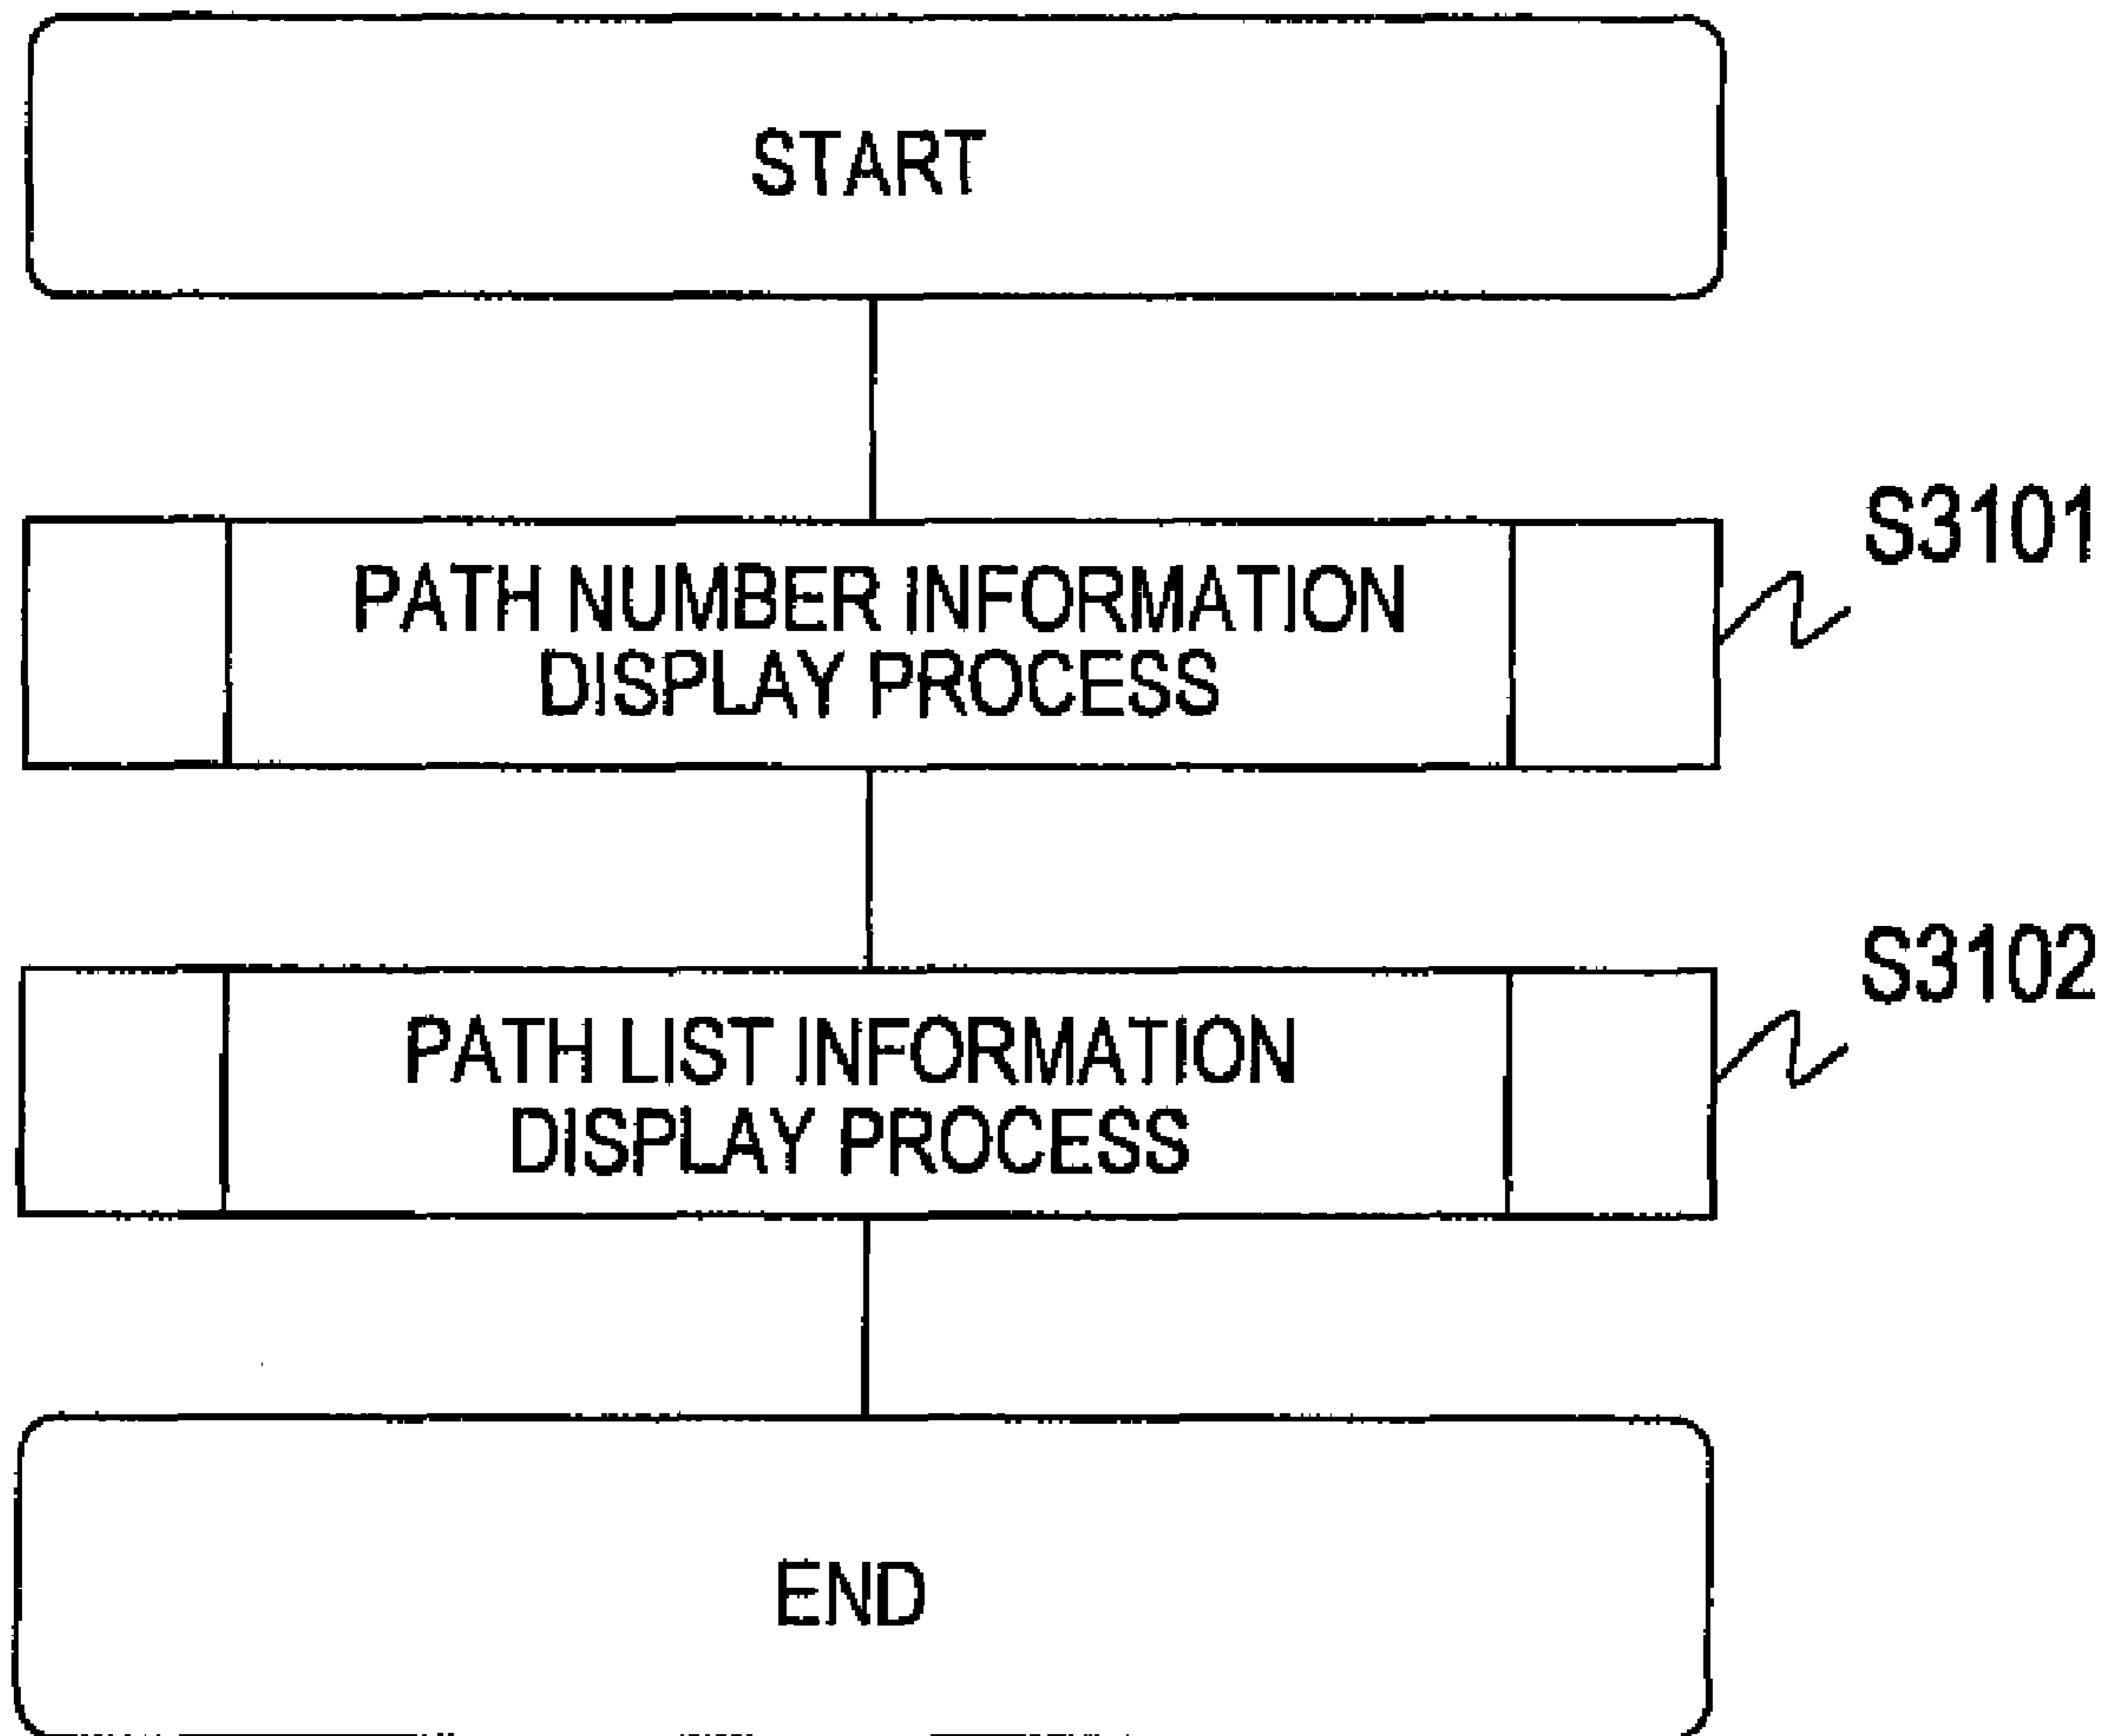 START
S3101
PATH NUMBER INFORMATION
DISPLAY PROCESS
S3102
PATH LIST INFORMATION
DISPLAY PROCESS
END